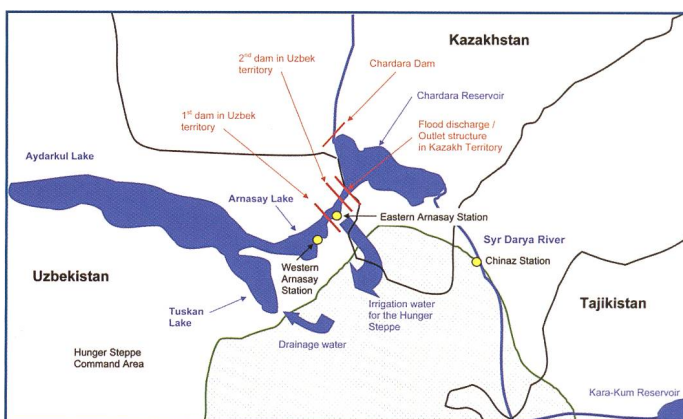 Kazakhstan
2nd dam in Uzbek
territory
Chardara Dam
Chardara Reservoir
1st dam in Uzbek
territory
Flood discharge /
Outlet structure
in Kazakh Territory
Aydarkul Lake
Arnasay Lake
Eastern Arnasay Station
Syr Darya River
Chinaz Station
Western
Arnasay
Station
Uzbekistan
Tuskan
Lake
Irrigation water
for the Hunger
Steppe
Tajikistan
Drainage water
Hunger Steppe
Command Area
Kara-Kum Reservoir